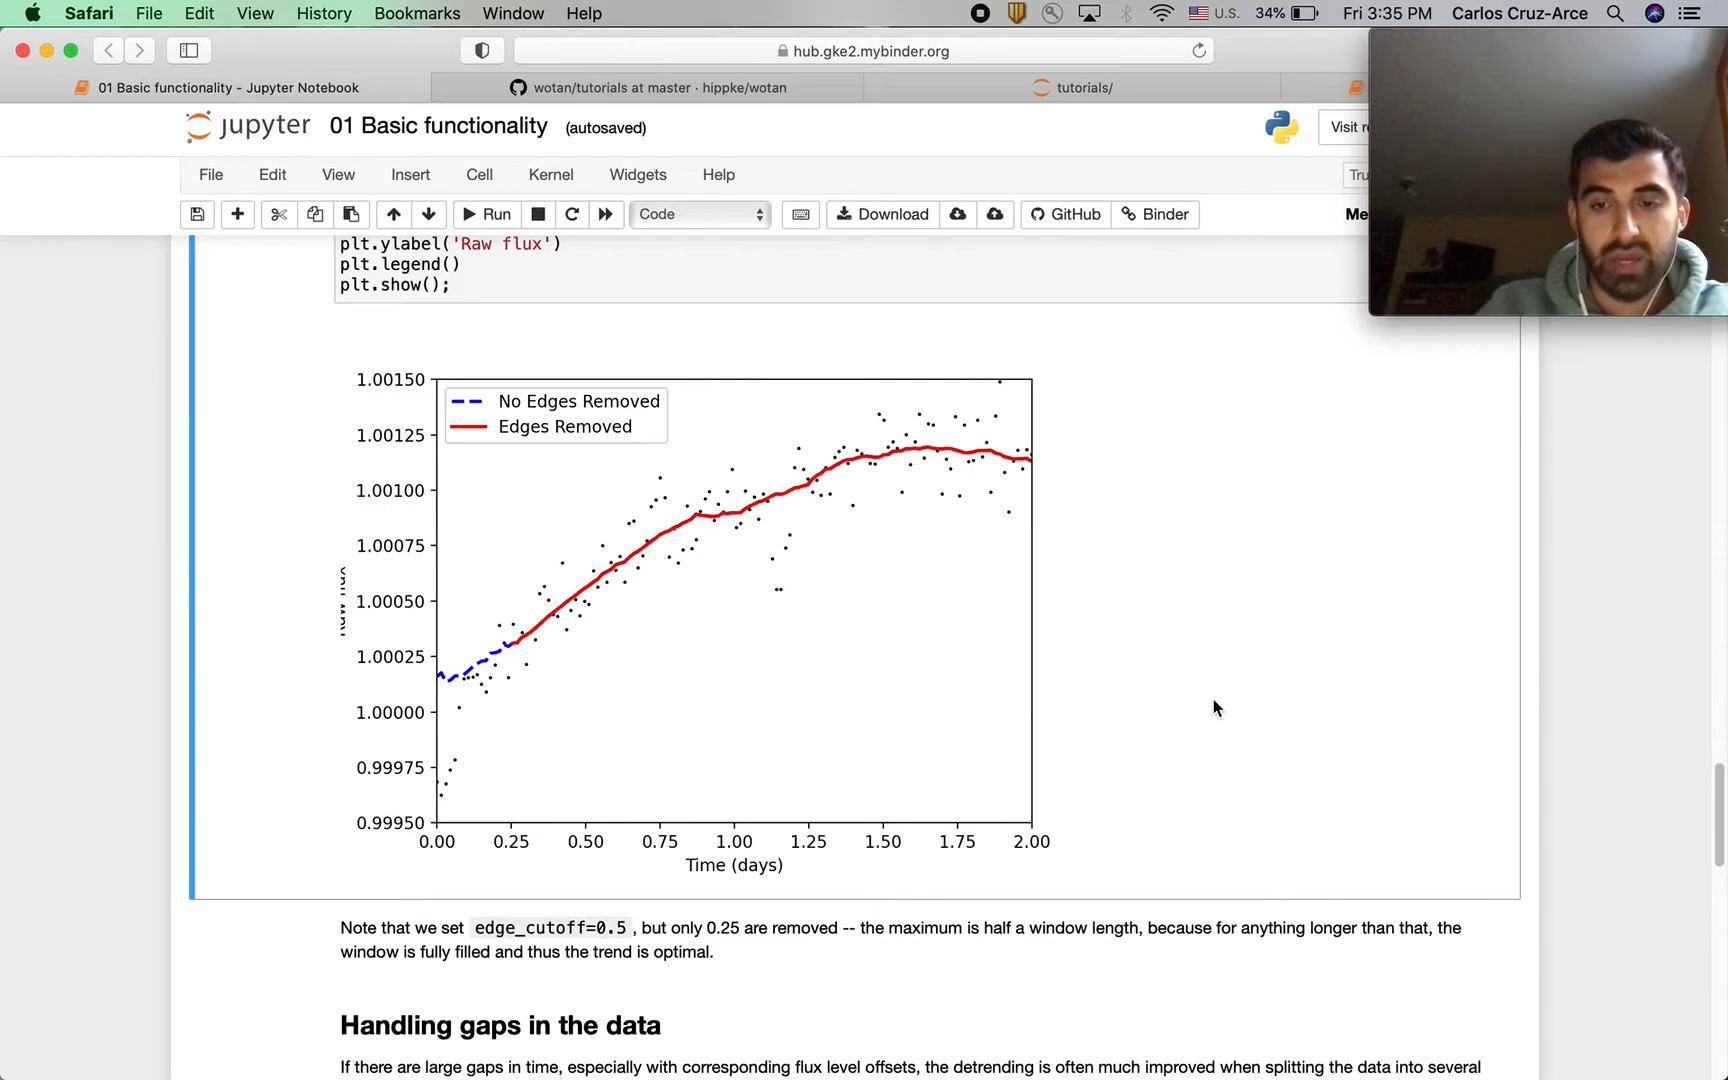 Safari File Edit View History Bookmarks Window Help U.S. 34% Fri 3:35 PM Carlos Cruz-Arce
hub.gke2.mybinder.org
01 Basic functionality - Jupyter Notebook wotan/tutorials at master · hippke/wotan tutorials/
jupyter 01 Basic functionality (autosaved) Visit
File Edit View Insert Cell Kernel Widgets Help
Run Code Download GitHub Binder
plt.ylabel('Raw flux')
plt.legend()
plt.show();
1.00150
No Edges Removed
Edges Removed
1.00125
1.00100
1.00075
1.00050
1.00025
1.00000
0.99975
0.99950
0.00 0.25 0.50 0.75 1.00 1.25 1.50 1.75 2.00
Time (days)
Note that we set edge_cutoff=0.5 , but only 0.25 are removed -- the maximum is half a window length, because for anything longer than that, the
window is fully filled and thus the trend is optimal.
Handling gaps in the data
If there are large gaps in time, especially with corresponding flux level offsets, the detrending is often much improved when splitting the data into several